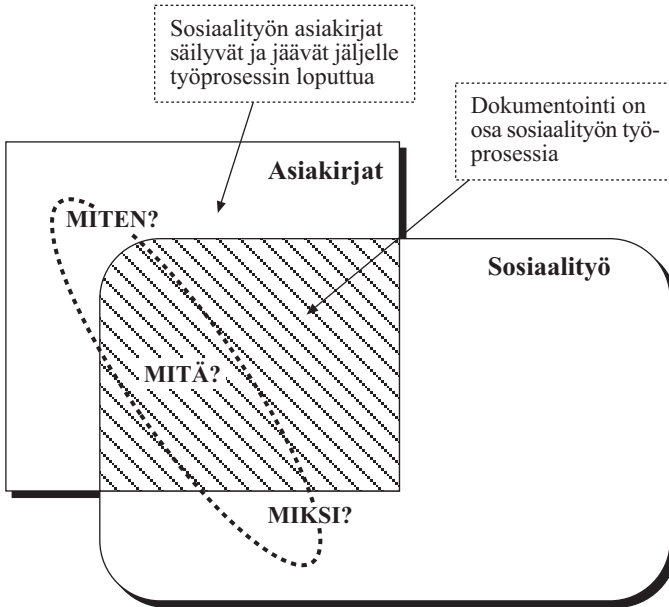 Sosiaalityön asiakirjat
säilyvät ja jäävät jäljelle
työprosessin loputtua
Dokumentointi on
osa sosiaalityön työ-
prosessia
Asiakirjat
MITEN?
Sosiaalityö
MITÄ?
MIKSI?